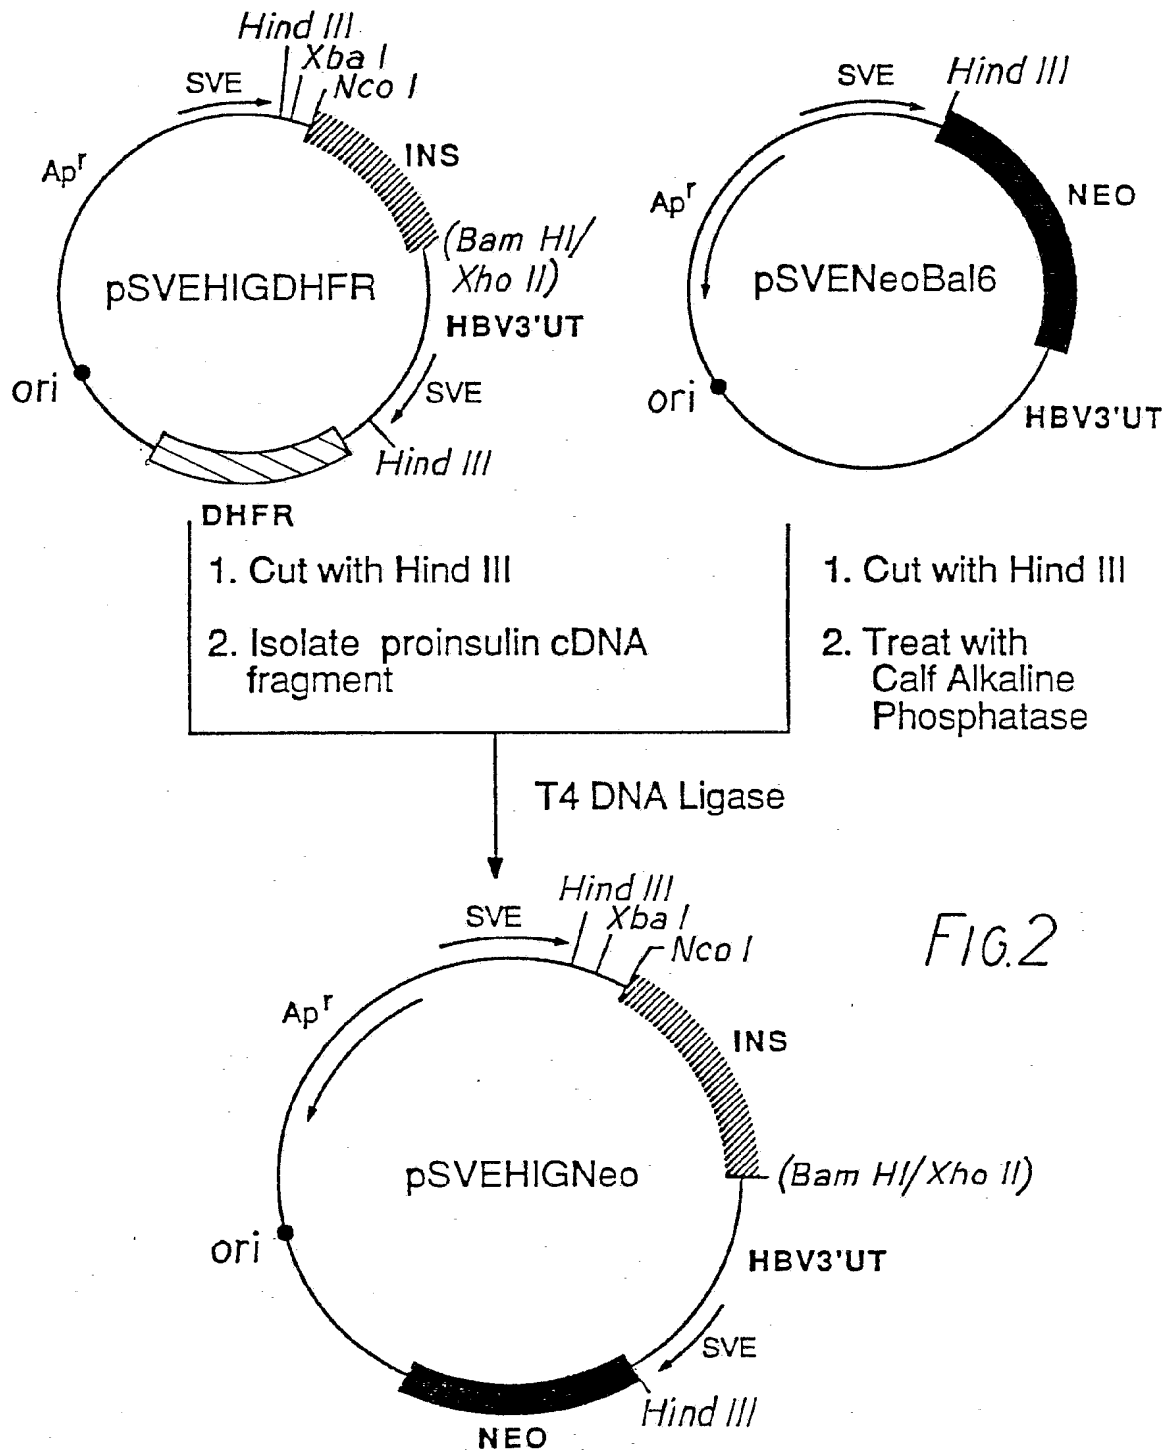 Hind III
Xba I
Nco I
SVE
Ap^r
INS
(Bam HI/
Xho II)
pSVEHIGDHFR
HBV3'UT
SVE
ori
Hind III
DHFR
SVE
Hind III
Ap^r
NEO
pSVENeoBal6
ori
HBV3'UT
1. Cut with Hind III
2. Isolate proinsulin cDNA
fragment
1. Cut with Hind III
2. Treat with
Calf Alkaline
Phosphatase
T4 DNA Ligase
Hind III
SVE
Xba I
Nco I
FIG.2
Ap^r
INS
pSVEHIGNeo
(Bam HI/Xho II)
ori
HBV3'UT
SVE
Hind III
NEO